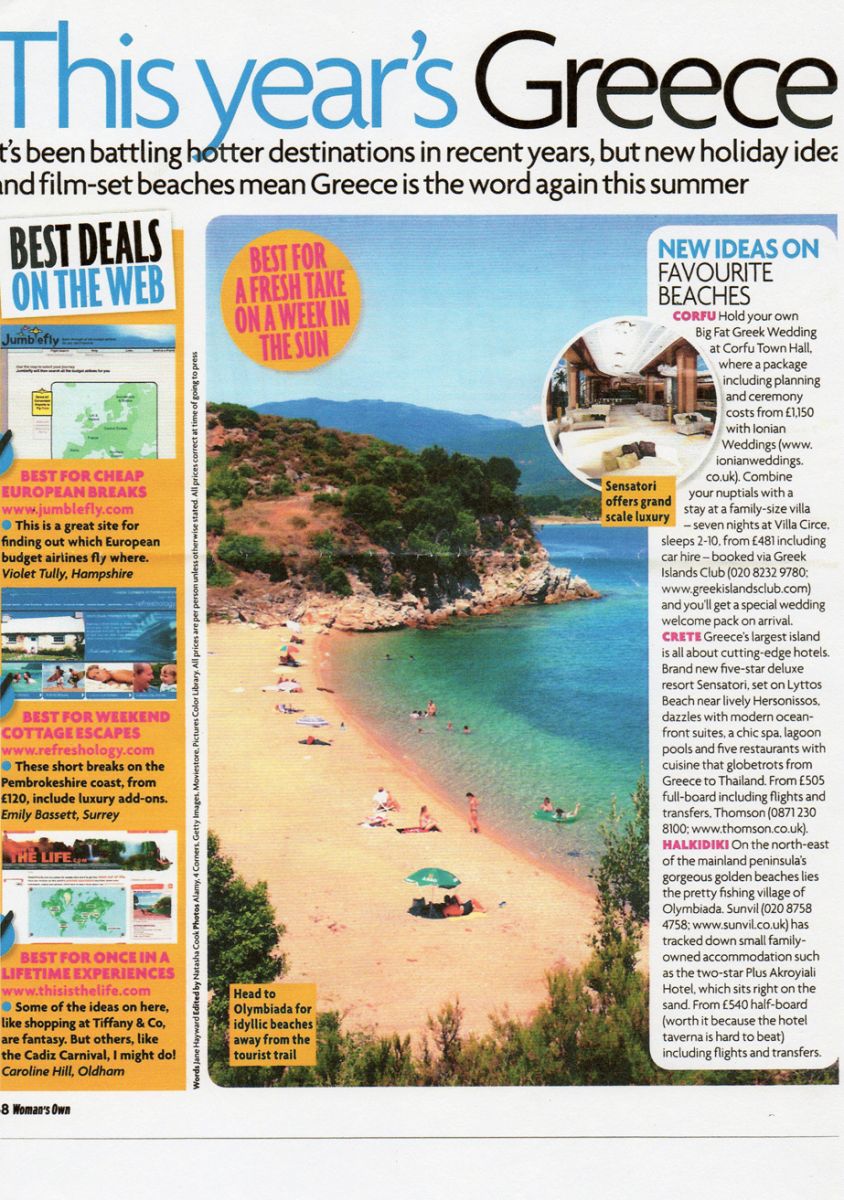 This year's Greece
t's been battling hotter destinations in recent years, but new holiday idea
and film-set beaches mean Greece is the word again this summer
BEST DEALS
ON THE WEB
Jumblefly
BEST FOR CHEAP
EUROPEAN BREAKS
www.jumblefly.com
This is a great site for
finding out which European
budget airlines fly where.
Violet Tully, Hampshire
refreshology
BEST FOR WEEKEND
COTTAGE ESCAPES
www.refreshology.com
These short breaks on the
Pembrokeshire coast, from
£120, include luxury add-ons.
Emily Bassett, Surrey
THE LIFE.COM
BEST FOR ONCE IN A
LIFETIME EXPERIENCES
www.thisisthelife.com
Some of the ideas on here,
like shopping at Tiffany & Co,
are fantasy. But others, like
the Cadiz Carnival, I might do!
Caroline Hill, Oldham
Words Jane Hayward Edited by Natasha Cook Photos Alamy, 4 Corners, Getty Images, Moviestore, Pictures Color Library. All prices are per person unless otherwise stated. All prices correct at time of going to press
BEST FOR
A FRESH TAKE
ON A WEEK IN
THE SUN
Sensatori
offers grand
scale luxury
Head to
Olymbiada for
idyllic beaches
away from the
tourist trail
NEW IDEAS ON
FAVOURITE
BEACHES
CORFU Hold your own
Big Fat Greek Wedding
at Corfu Town Hall,
where a package
including planning
and ceremony
costs from £1,150
with Ionian
Weddings (www.
ionianweddings.
co.uk). Combine
your nuptials with a
stay at a family-size villa
– seven nights at Villa Circe,
sleeps 2-10, from £481 including
car hire – booked via Greek
Islands Club (020 8232 9780;
www.greekislandsclub.com)
and you'll get a special wedding
welcome pack on arrival.
CRETE Greece's largest island
is all about cutting-edge hotels.
Brand new five-star deluxe
resort Sensatori, set on Lyttos
Beach near lively Hersonissos,
dazzles with modern ocean-
front suites, a chic spa, lagoon
pools and five restaurants with
cuisine that globetrots from
Greece to Thailand. From £505
full-board including flights and
transfers, Thomson (0871 230
8100; www.thomson.co.uk).
HALKIDIKI On the north-east
of the mainland peninsula's
gorgeous golden beaches lies
the pretty fishing village of
Olymbiada. Sunvil (020 8758
4758; www.sunvil.co.uk) has
tracked down small family-
owned accommodation such
as the two-star Plus Akroyiali
Hotel, which sits right on the
sand. From £540 half-board
(worth it because the hotel
taverna is hard to beat)
including flights and transfers.
8 Woman's Own